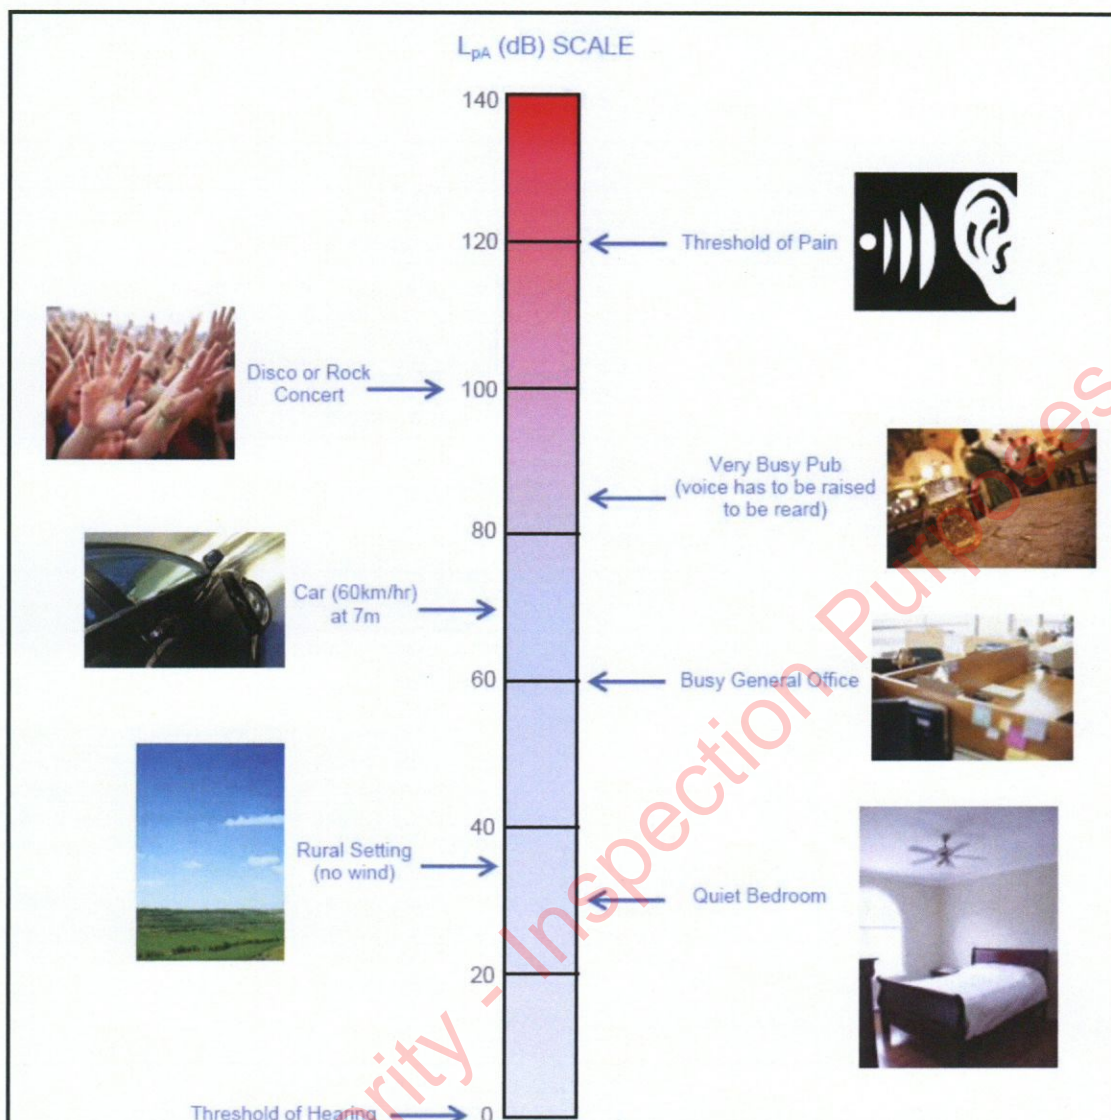 LpA (dB) SCALE
140
120
Threshold of Pain
Disco or Rock
Concert
100
Very Busy Pub
(voice has to be raised
to be reard)
80
Car (60km/hr)
at 7m
60
Busy General Office
40
Rural Setting
(no wind)
Quiet Bedroom
20
Threshold of Hearing
0
rity - Inspection Purposes